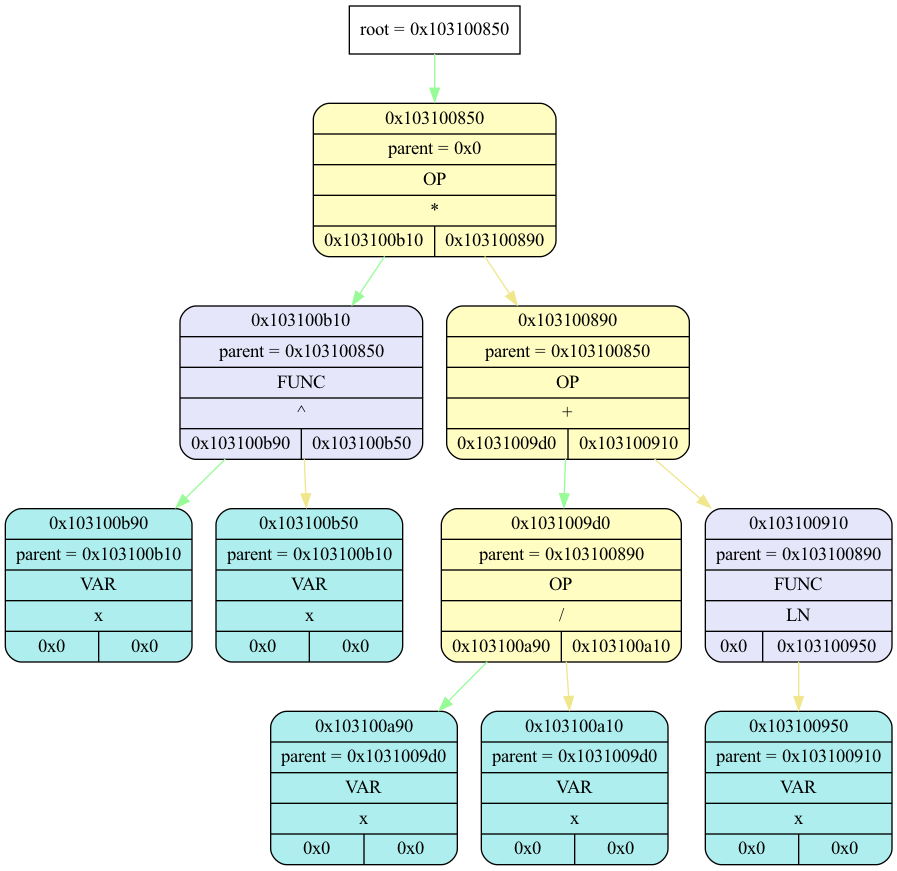 root = 0x103100850
0x103100850
parent = 0x0
OP
*
0x103100b10 0x103100890
0x103100b10
parent = 0x103100850
FUNC
^
0x103100b90 0x103100b50
0x103100890
parent = 0x103100850
OP
+
0x1031009d0 0x103100910
0x103100b90
parent = 0x103100b10
VAR
x
0x0 0x0
0x103100b50
parent = 0x103100b10
VAR
x
0x0 0x0
0x1031009d0
parent = 0x103100890
OP
/
0x103100a90 0x103100a10
0x103100910
parent = 0x103100890
FUNC
LN
0x0 0x103100950
0x103100a90
parent = 0x1031009d0
VAR
x
0x0 0x0
0x103100a10
parent = 0x1031009d0
VAR
x
0x0 0x0
0x103100950
parent = 0x103100910
VAR
x
0x0 0x0